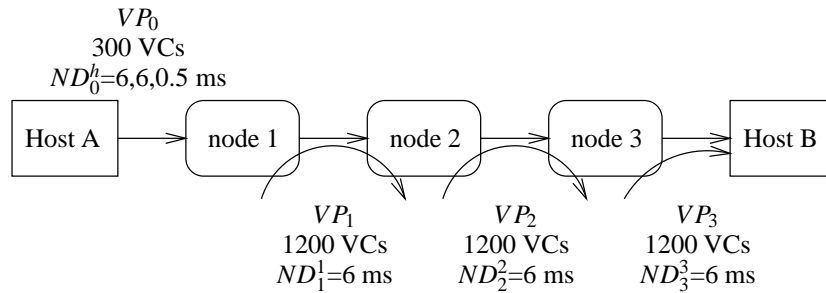 VP₀
300 VCs
ND₀ʰ=6,6,0.5 ms
Host A
node 1
node 2
node 3
Host B
VP₁
1200 VCs
ND₁¹=6 ms
VP₂
1200 VCs
ND₂²=6 ms
VP₃
1200 VCs
ND₃³=6 ms